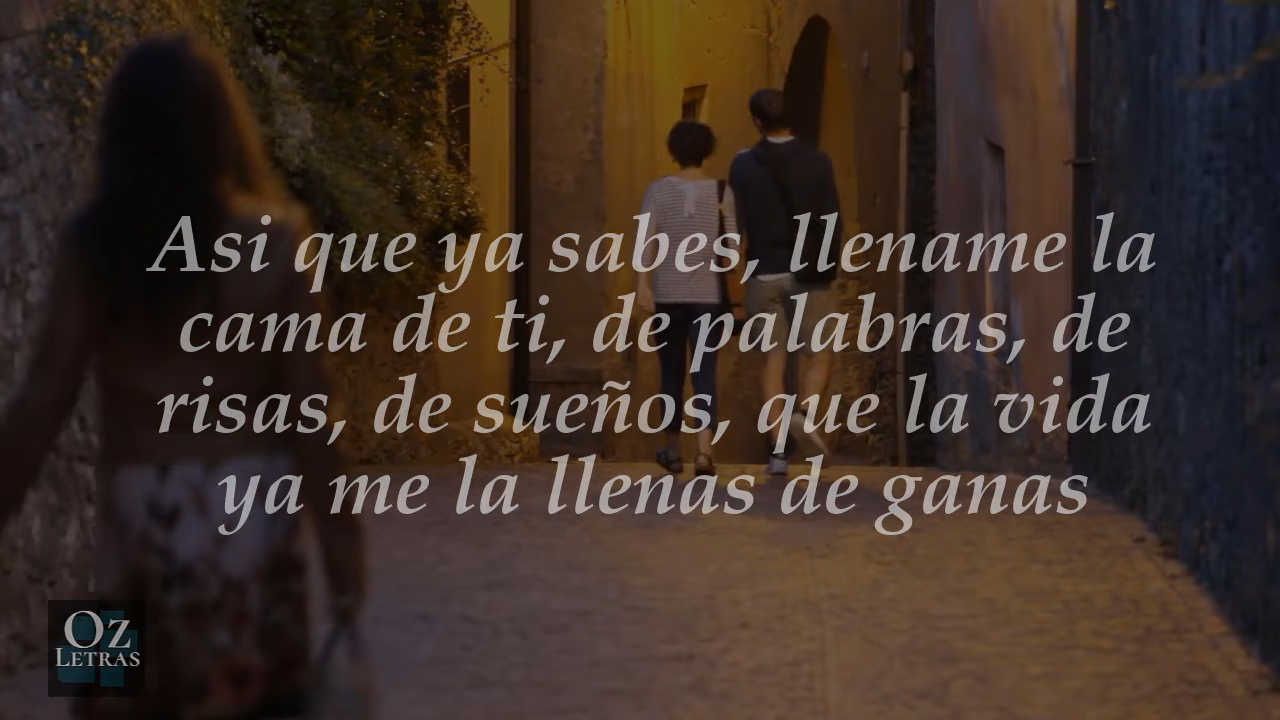 Asi que ya sabes, llename la
cama de ti, de palabras, de
risas, de sueños, que la vida
ya me la llenas de ganas
Oz
Letras